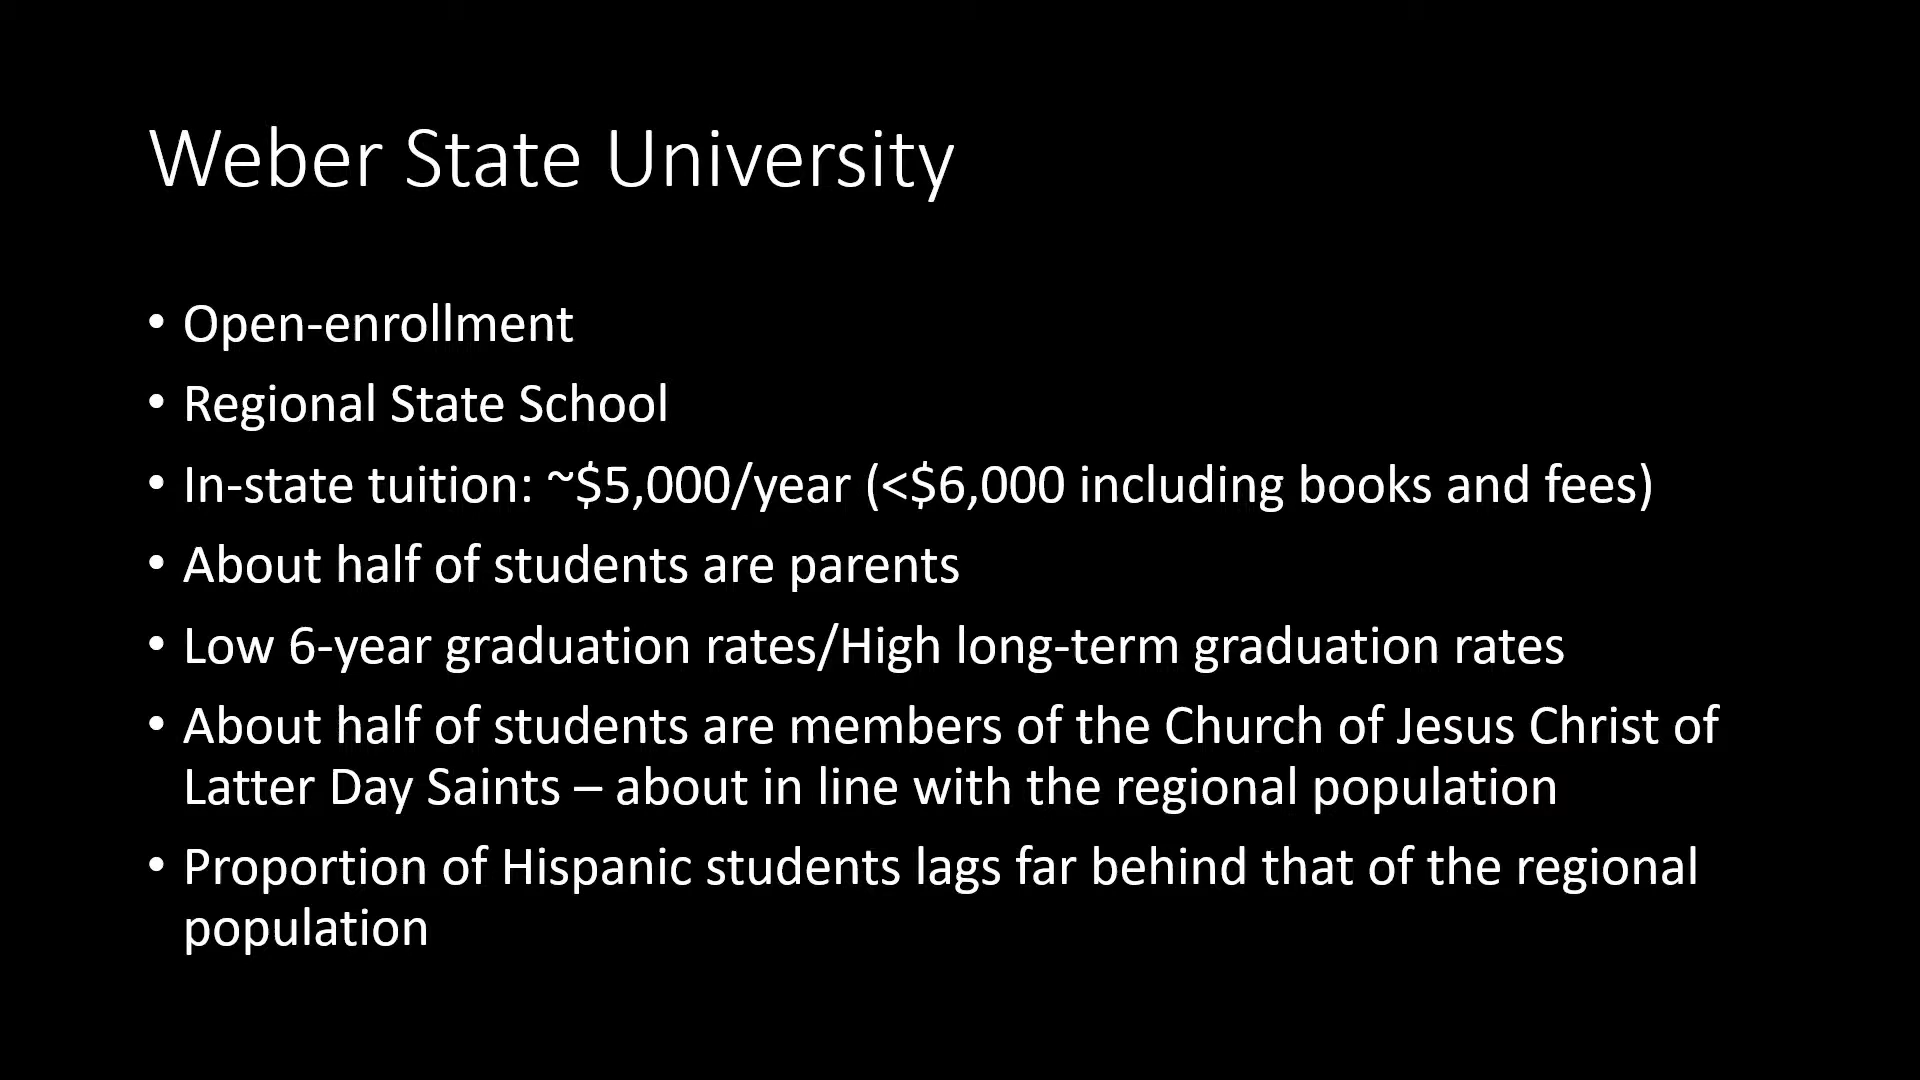 Weber State University
• Open-enrollment
• Regional State School
• In-state tuition: ~$5,000/year (<$6,000 including books and fees)
• About half of students are parents
• Low 6-year graduation rates/High long-term graduation rates
• About half of students are members of the Church of Jesus Christ of
Latter Day Saints – about in line with the regional population
• Proportion of Hispanic students lags far behind that of the regional
population